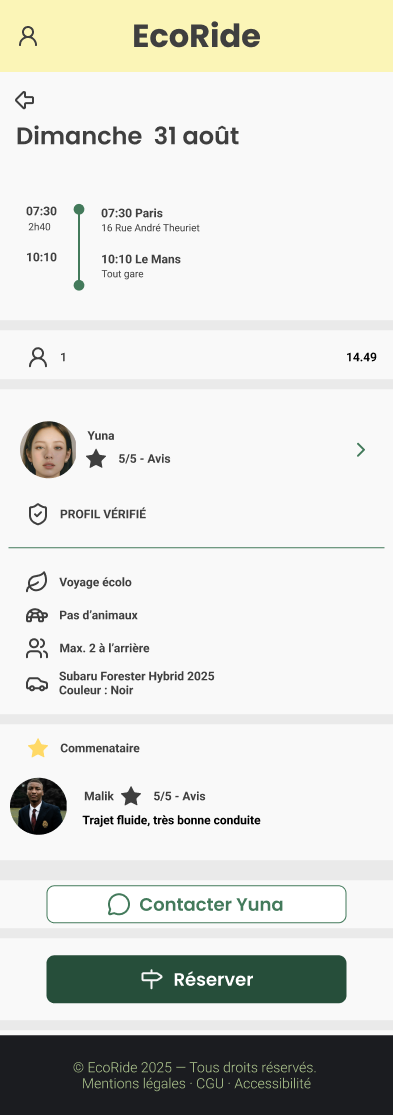 EcoRide
Dimanche 31 août
07:30
2h40
10:10
07:30 Paris
16 Rue André Theuriet
10:10 Le Mans
Tout gare
1
14.49
Yuna
5/5 - Avis
PROFIL VÉRIFIÉ
Voyage écolo
Pas d'animaux
Max. 2 à l'arrière
Subaru Forester Hybrid 2025
Couleur : Noir
Commenataire
Malik 5/5 - Avis
Trajet fluide, très bonne conduite
Contacter Yuna
Réserver
© EcoRide 2025 — Tous droits réservés.
Mentions légales · CGU · Accessibilité